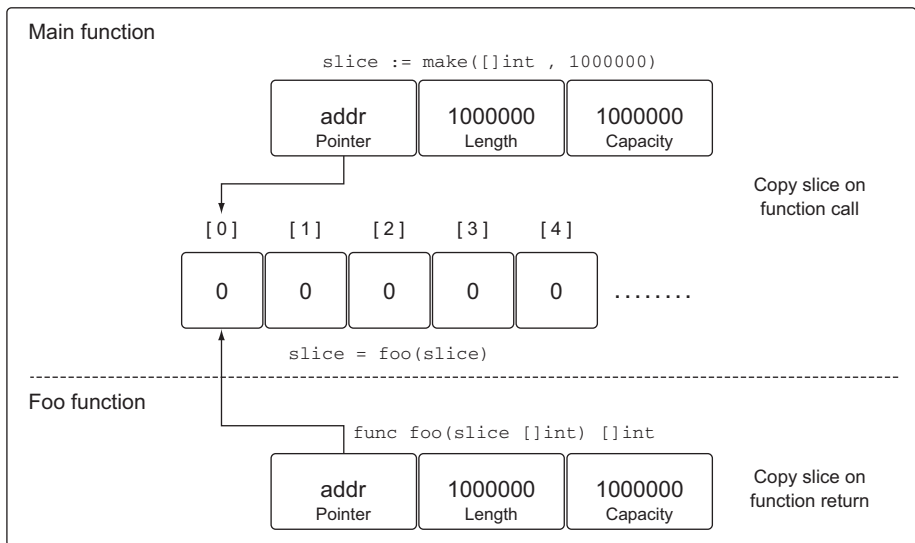 Main function
slice := make([]int , 1000000)
addr 1000000 1000000
Pointer Length Capacity
Copy slice on
function call
[0] [1] [2] [3] [4]
0 0 0 0 0 ........
slice = foo(slice)
Foo function
func foo(slice []int) []int
addr 1000000 1000000
Pointer Length Capacity
Copy slice on
function return